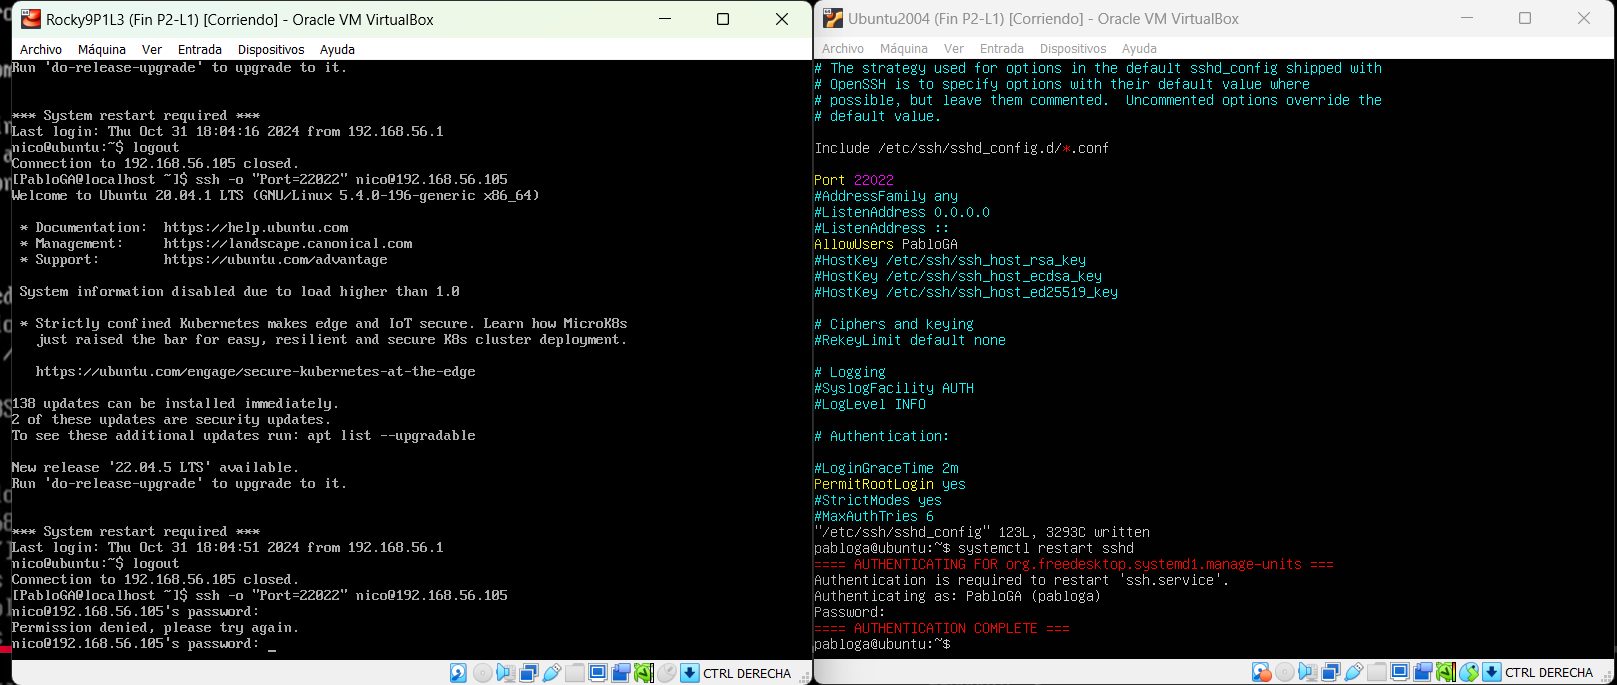 Rocky9P1L3 (Fin P2-L1) [Corriendo] - Oracle VM VirtualBox
Archivo Máquina Ver Entrada Dispositivos Ayuda
Run 'do-release-upgrade' to upgrade to it.
*** System restart required ***
Last login: Thu Oct 31 18:04:16 2024 from 192.168.56.1
nico@ubuntu:~$ logout
Connection to 192.168.56.105 closed.
[PabloGA@localhost ~]$ ssh -o "Port=22022" nico@192.168.56.105
Welcome to Ubuntu 20.04.1 LTS (GNU/Linux 5.4.0-196-generic x86_64)
* Documentation:  https://help.ubuntu.com
* Management:     https://landscape.canonical.com
* Support:        https://ubuntu.com/advantage
System information disabled due to load higher than 1.0
* Strictly confined Kubernetes makes edge and IoT secure. Learn how MicroK8s
just raised the bar for easy, resilient and secure K8s cluster deployment.
https://ubuntu.com/engage/secure-kubernetes-at-the-edge
138 updates can be installed immediately.
2 of these updates are security updates.
To see these additional updates run: apt list --upgradable
New release '22.04.5 LTS' available.
Run 'do-release-upgrade' to upgrade to it.
*** System restart required ***
Last login: Thu Oct 31 18:04:51 2024 from 192.168.56.1
nico@ubuntu:~$ logout
Connection to 192.168.56.105 closed.
[PabloGA@localhost ~]$ ssh -o "Port=22022" nico@192.168.56.105
nico@192.168.56.105's password:
Permission denied, please try again.
nico@192.168.56.105's password: _
CTRL DERECHA
Ubuntu2004 (Fin P2-L1) [Corriendo] - Oracle VM VirtualBox
Archivo Máquina Ver Entrada Dispositivos Ayuda
# The strategy used for options in the default sshd_config shipped with
# OpenSSH is to specify options with their default value where
# possible, but leave them commented.  Uncommented options override the
# default value.
Include /etc/ssh/sshd_config.d/*.conf
Port 22022
#AddressFamily any
#ListenAddress 0.0.0.0
#ListenAddress ::
AllowUsers PabloGA
#HostKey /etc/ssh/ssh_host_rsa_key
#HostKey /etc/ssh/ssh_host_ecdsa_key
#HostKey /etc/ssh/ssh_host_ed25519_key
# Ciphers and keying
#RekeyLimit default none
# Logging
#SyslogFacility AUTH
#LogLevel INFO
# Authentication:
#LoginGraceTime 2m
PermitRootLogin yes
#StrictModes yes
#MaxAuthTries 6
"/etc/ssh/sshd_config" 123L, 3293C written
pabloga@ubuntu:~$ systemctl restart sshd
==== AUTHENTICATING FOR org.freedesktop.systemd1.manage-units ===
Authentication is required to restart 'ssh.service'.
Authenticating as: PabloGA (pabloga)
Password:
==== AUTHENTICATION COMPLETE ===
pabloga@ubuntu:~$
CTRL DERECHA